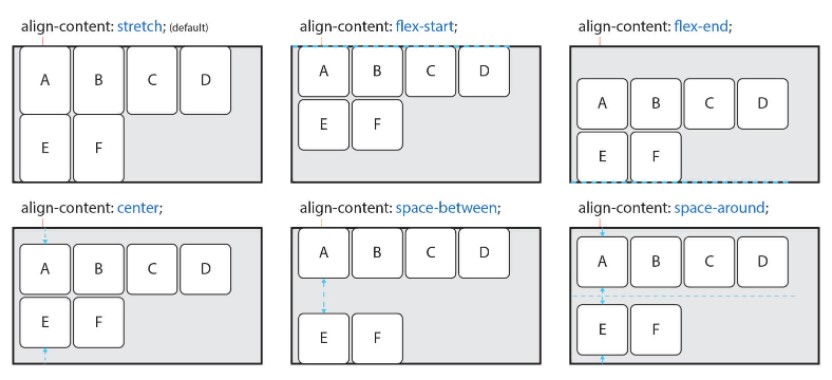 align-content: stretch; (default)
align-content: flex-start;
align-content: flex-end;
A B C D
E F
A B C D
E F
A B C D
E F
align-content: center;
align-content: space-between;
align-content: space-around;
A B C D
E F
A B C D
E F
A B C D
E F